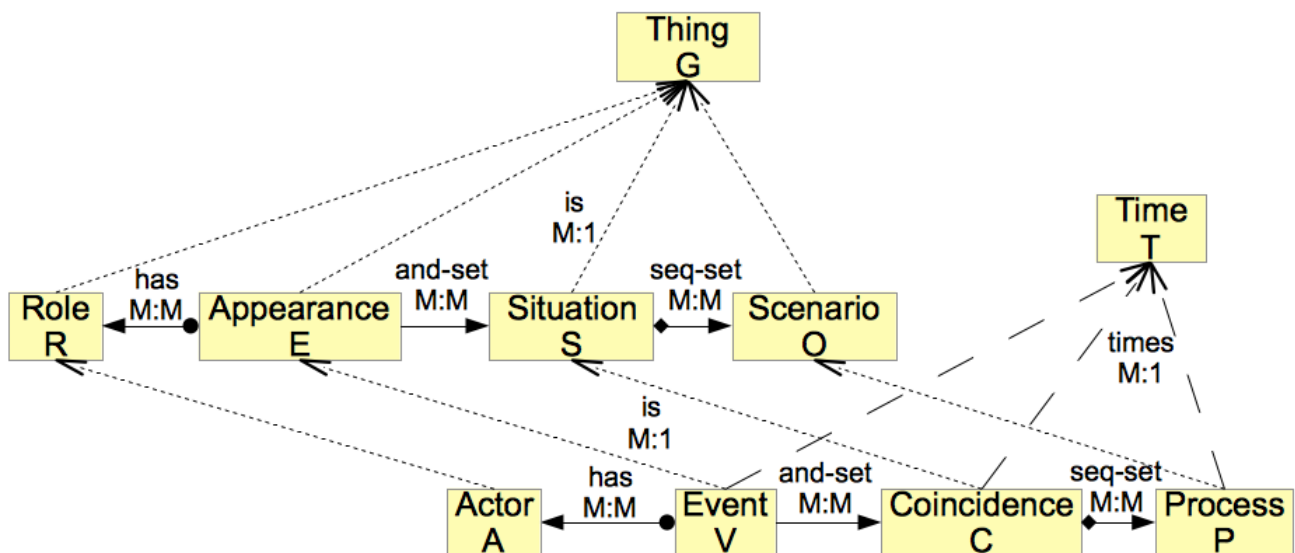 Thing
G
is
M:1
Time
T
has
M:M
and-set
M:M
seq-set
M:M
Role
R
Appearance
E
Situation
S
Scenario
O
times
M:1
is
M:1
has
M:M
and-set
M:M
seq-set
M:M
Actor
A
Event
V
Coincidence
C
Process
P